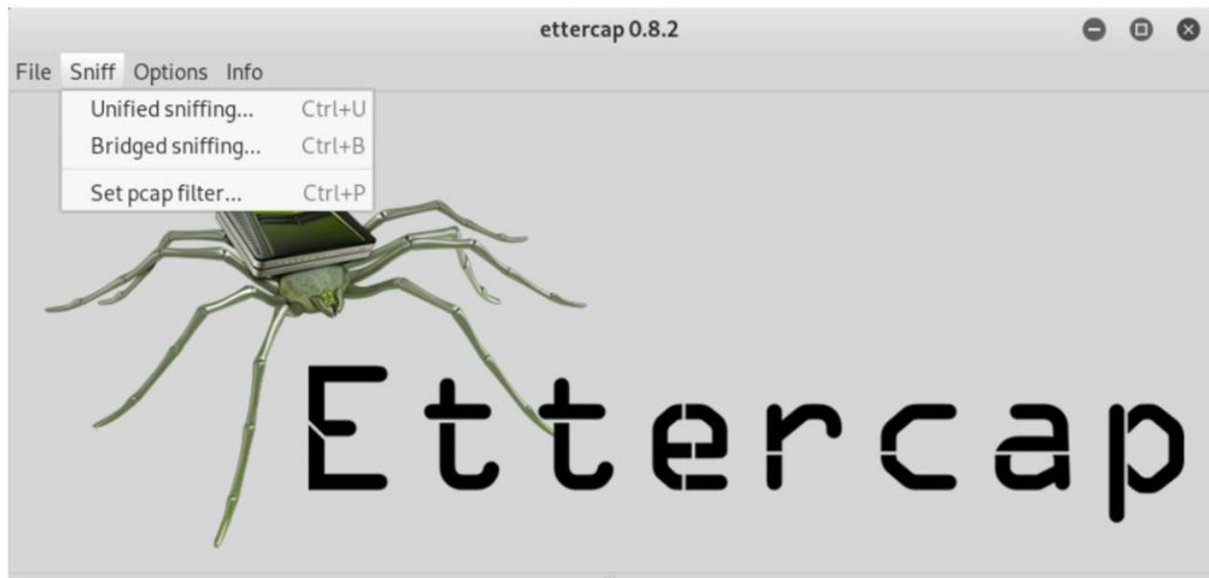 ettercap 0.8.2
File Sniff Options Info
Unified sniffing... Ctrl+U
Bridged sniffing... Ctrl+B
Set pcap filter... Ctrl+P
Ettercap